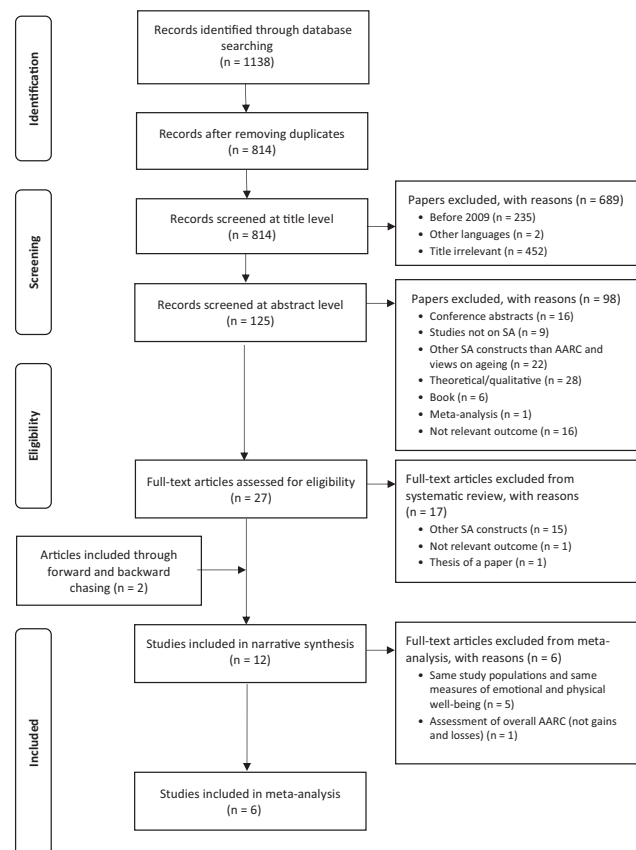 Identification
Records identified through database
searching
(n = 1138)
Records after removing duplicates
(n = 814)
Screening
Records screened at title level
(n = 814)
Papers excluded, with reasons (n = 689)
• Before 2009 (n = 235)
• Other languages (n = 2)
• Title irrelevant (n = 452)
Records screened at abstract level
(n = 125)
Papers excluded, with reasons (n = 98)
• Conference abstracts (n = 16)
• Studies not on SA (n = 9)
• Other SA constructs than AARC and
views on ageing (n = 22)
• Theoretical/qualitative (n = 28)
• Book (n = 6)
• Meta-analysis (n = 1)
• Not relevant outcome (n = 16)
Eligibility
Full-text articles assessed for eligibility
(n = 27)
Full-text articles excluded from
systematic review, with reasons
(n = 17)
• Other SA constructs (n = 15)
• Not relevant outcome (n = 1)
• Thesis of a paper (n = 1)
Articles included through
forward and backward
chasing (n = 2)
Included
Studies included in narrative synthesis
(n = 12)
Full-text articles excluded from meta-
analysis, with reasons (n = 6)
• Same study populations and same
measures of emotional and physical
well-being (n = 5)
• Assessment of overall AARC (not gains
and losses) (n = 1)
Studies included in meta-analysis
(n = 6)